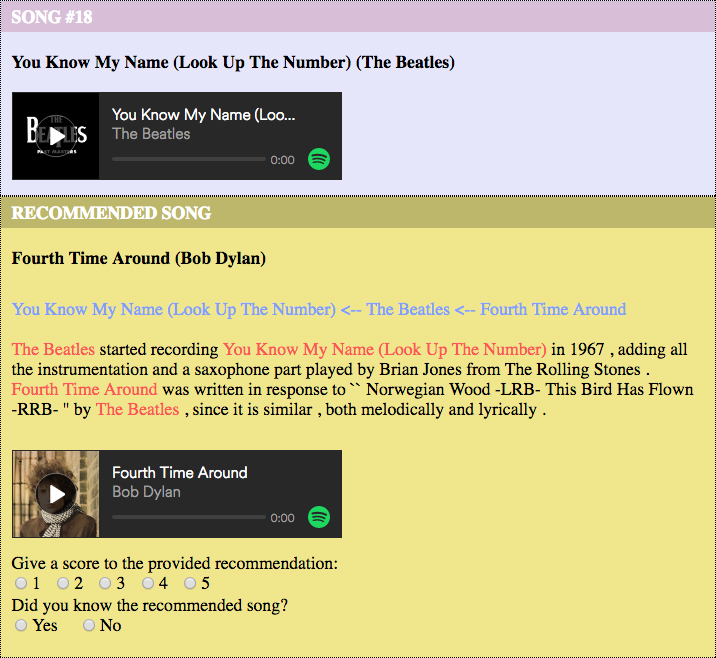 SONG #18
You Know My Name (Look Up The Number) (The Beatles)
THE
BEATLES
PAST MASTERS
You Know My Name (Loo...
The Beatles
0:00
RECOMMENDED SONG
Fourth Time Around (Bob Dylan)
You Know My Name (Look Up The Number) <-- The Beatles <-- Fourth Time Around
The Beatles started recording You Know My Name (Look Up The Number) in 1967 , adding all
the instrumentation and a saxophone part played by Brian Jones from The Rolling Stones .
Fourth Time Around was written in response to `` Norwegian Wood -LRB- This Bird Has Flown
-RRB- '' by The Beatles , since it is similar , both melodically and lyrically .
Fourth Time Around
Bob Dylan
0:00
Give a score to the provided recommendation:
1 2 3 4 5
Did you know the recommended song?
Yes No